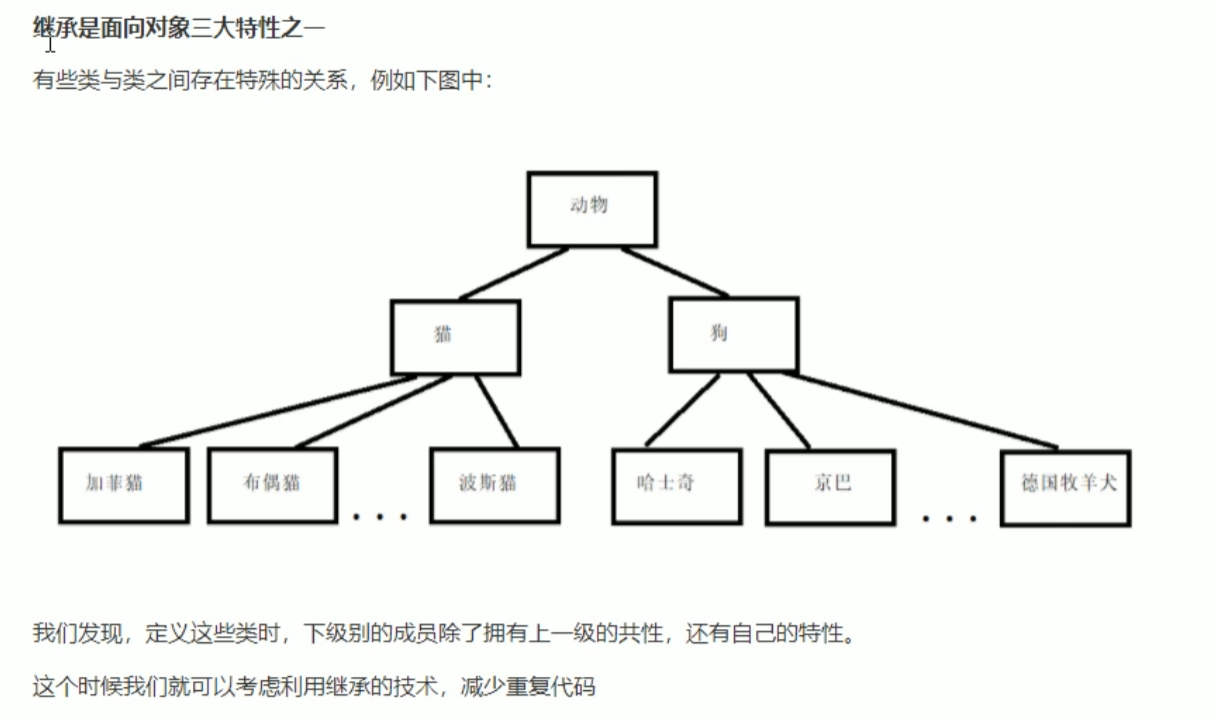 继承是面向对象三大特性之一
有些类与类之间存在特殊的关系，例如下图中：
动物
猫 狗
加菲猫 布偶猫 ... 波斯猫 哈士奇 京巴 ... 德国牧羊犬
我们发现，定义这些类时，下级别的成员除了拥有上一级的共性，还有自己的特性。
这个时候我们就可以考虑利用继承的技术，减少重复代码